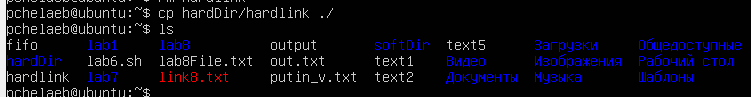 pchelaeb@ubuntu:~$ cp hardDir/hardlink ./
pchelaeb@ubuntu:~$ ls
fifo lab1 lab8 output softDir text5 Загрузки Общедоступные
hardDir lab6.sh lab8File.txt out.txt text1 Видео Изображения Рабочий стол
hardlink lab7 link8.txt putin_v.txt text2 Документы Музыка Шаблоны
pchelaeb@ubuntu:~$